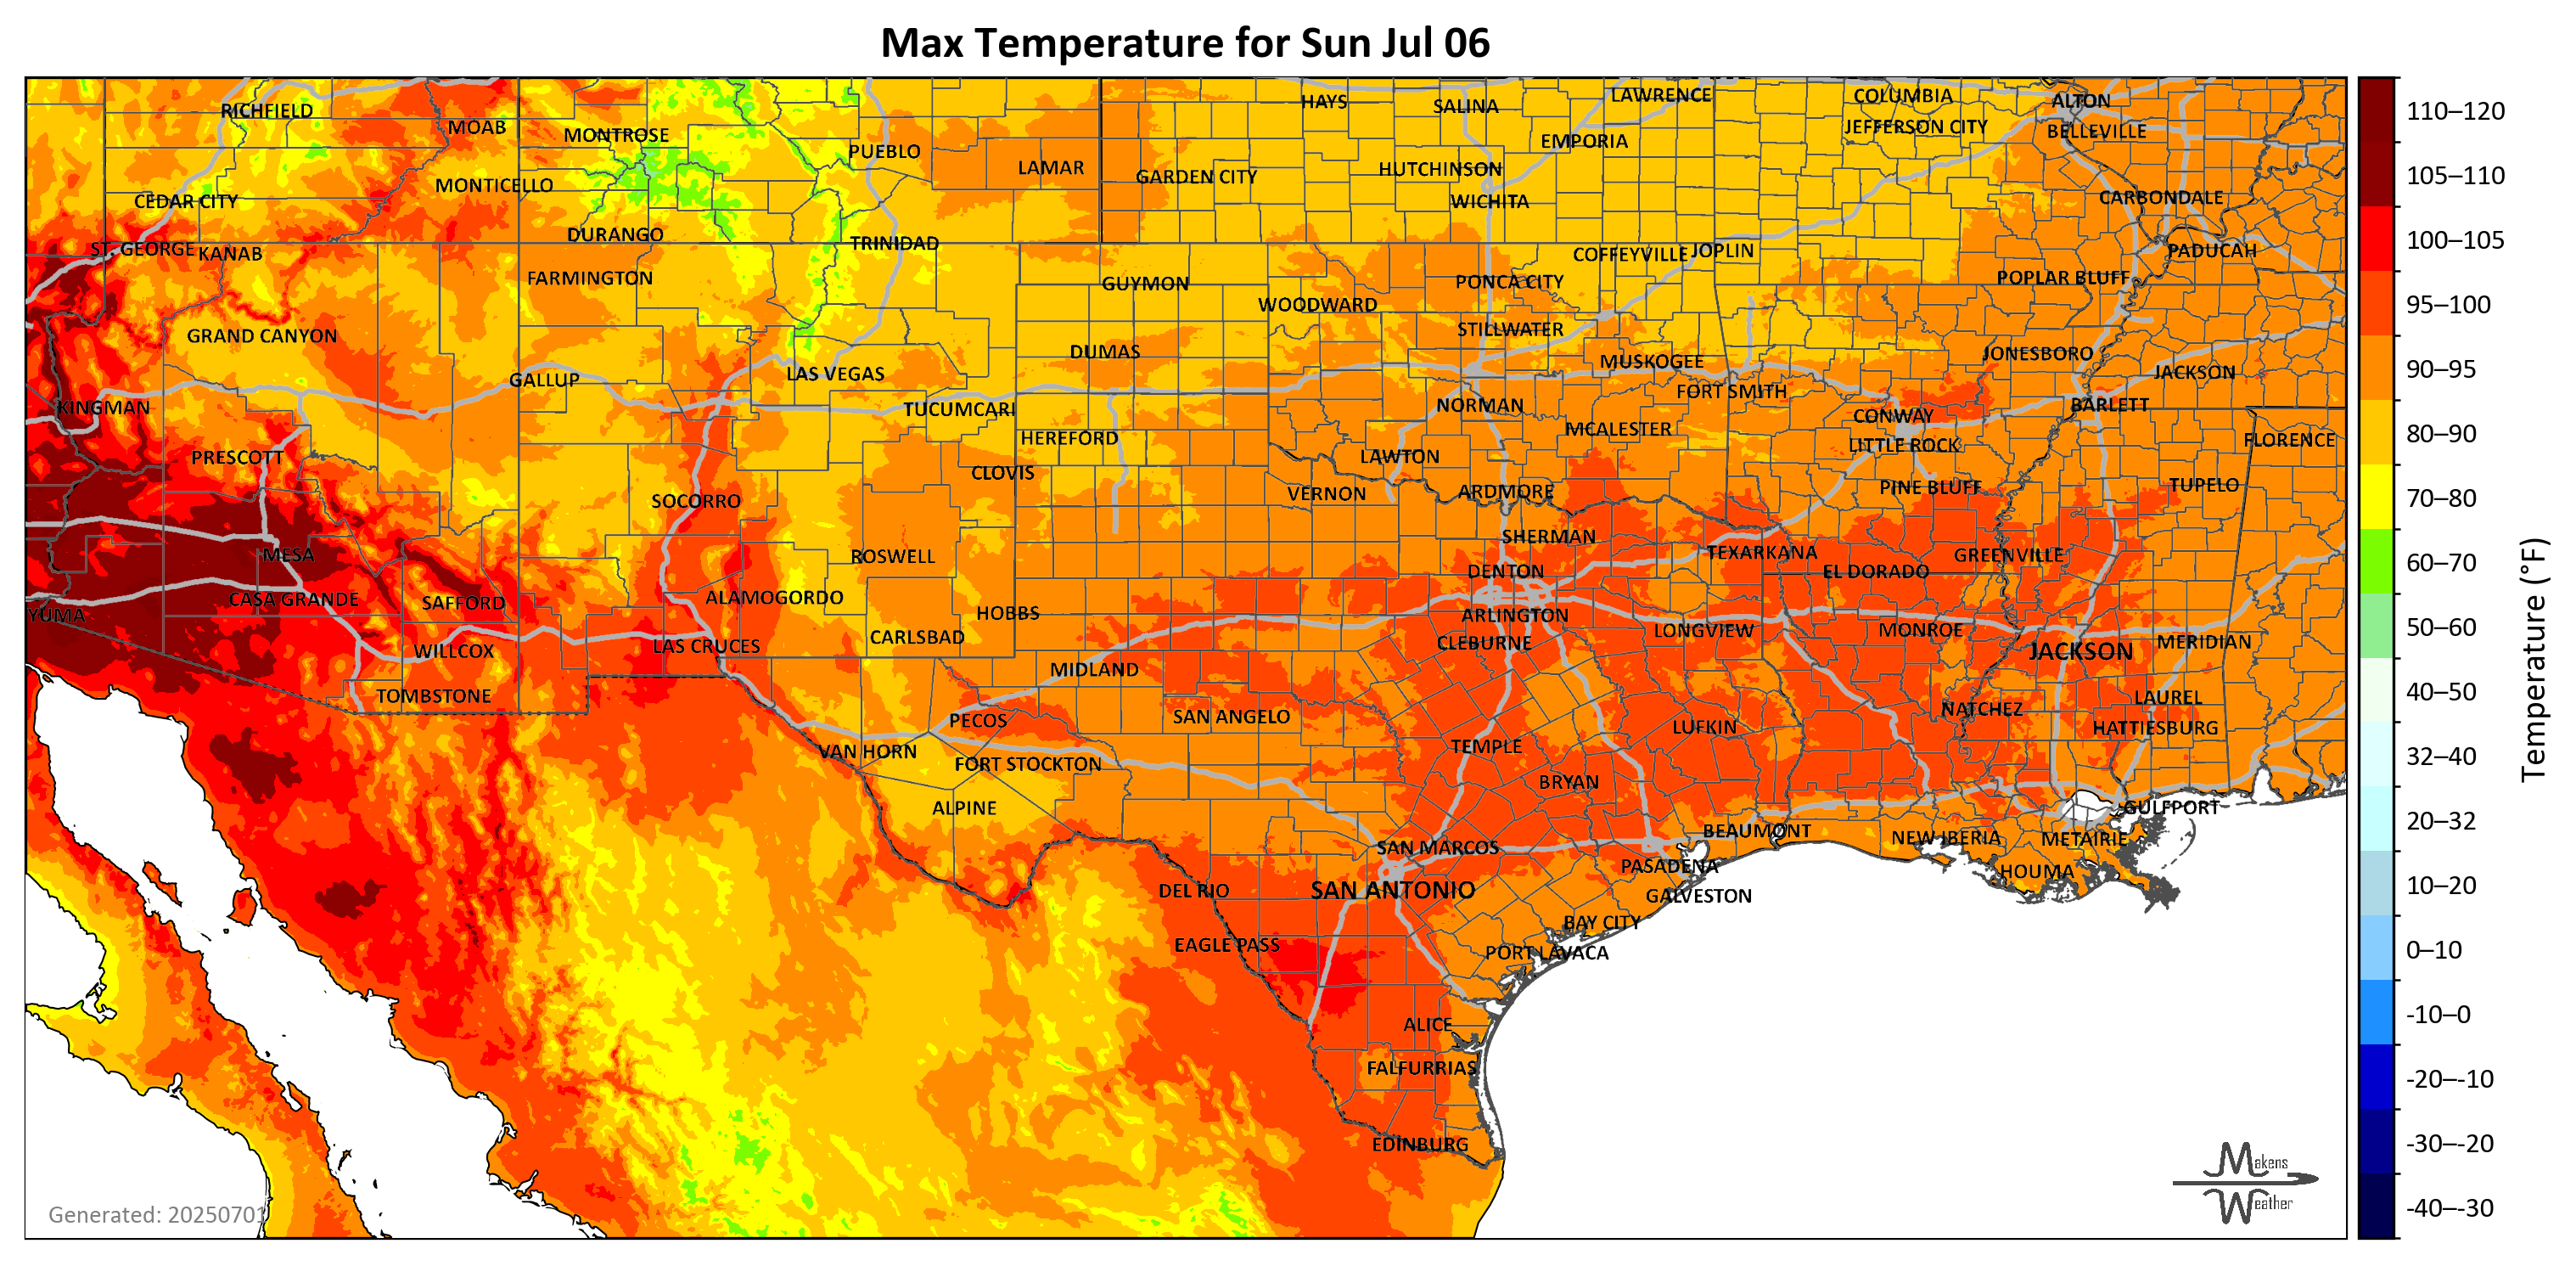 Max Temperature for Sun Jul 06
RICHFIELD
MOAB
MONTROSE
PUEBLO
LAMAR
HAYS
SALINA
LAWRENCE
COLUMBIA
ALTON
JEFFERSON CITY
BELLEVILLE
EMPORIA
HUTCHINSON
GARDEN CITY
MONTICELLO
CEDAR CITY
WICHITA
CARBONDALE
DURANGO
TRINIDAD
ST. GEORGE
KANAB
COFFEYVILLE
JOPLIN
PADUCAH
FARMINGTON
GUYMON
PONCA CITY
POPLAR BLUFF
WOODWARD
GRAND CANYON
STILLWATER
DUMAS
MUSKOGEE
JONESBORO
GALLUP
LAS VEGAS
JACKSON
FORT SMITH
KINGMAN
TUCUMCARI
NORMAN
CONWAY
BARLETT
HEREFORD
MCALESTER
LITTLE ROCK
FLORENCE
PRESCOTT
CLOVIS
LAWTON
SOCORRO
VERNON
ARDMORE
PINE BLUFF
TUPELO
MESA
ROSWELL
SHERMAN
TEXARKANA
GREENVILLE
DENTON
EL DORADO
CASA GRANDE
SAFFORD
ALAMOGORDO
YUMA
HOBBS
ARLINGTON
LAS CRUCES
CARLSBAD
CLEBURNE
LONGVIEW
MONROE
WILLCOX
MIDLAND
JACKSON
MERIDIAN
TOMBSTONE
PECOS
SAN ANGELO
NATCHEZ
LAUREL
VAN HORN
FORT STOCKTON
TEMPLE
LUFKIN
HATTIESBURG
BRYAN
ALPINE
GULFPORT
SAN MARCOS
BEAUMONT
NEW IBERIA
METAIRIE
PASADENA
HOUMA
DEL RIO
SAN ANTONIO
GALVESTON
BAY CITY
EAGLE PASS
PORT LAVACA
ALICE
FALFURRIAS
EDINBURG
Generated: 20250701
Makens
Weather
110–120
105–110
100–105
95–100
90–95
80–90
70–80
60–70
50–60
40–50
32–40
20–32
10–20
0–10
-10–0
-20–-10
-30–-20
-40–-30
Temperature (°F)